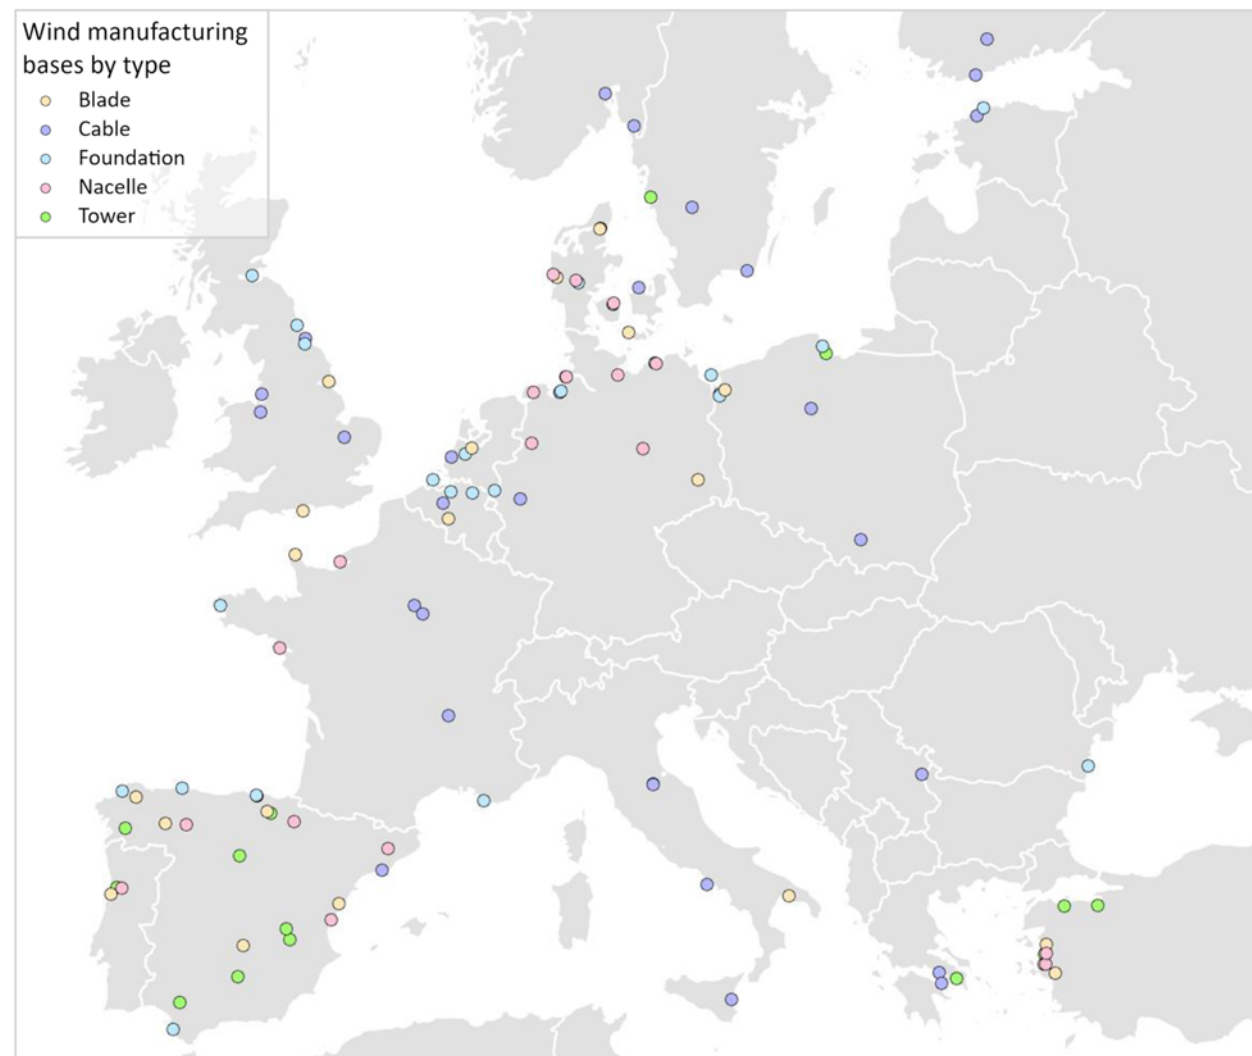 Wind manufacturing
bases by type
Blade
Cable
Foundation
Nacelle
Tower